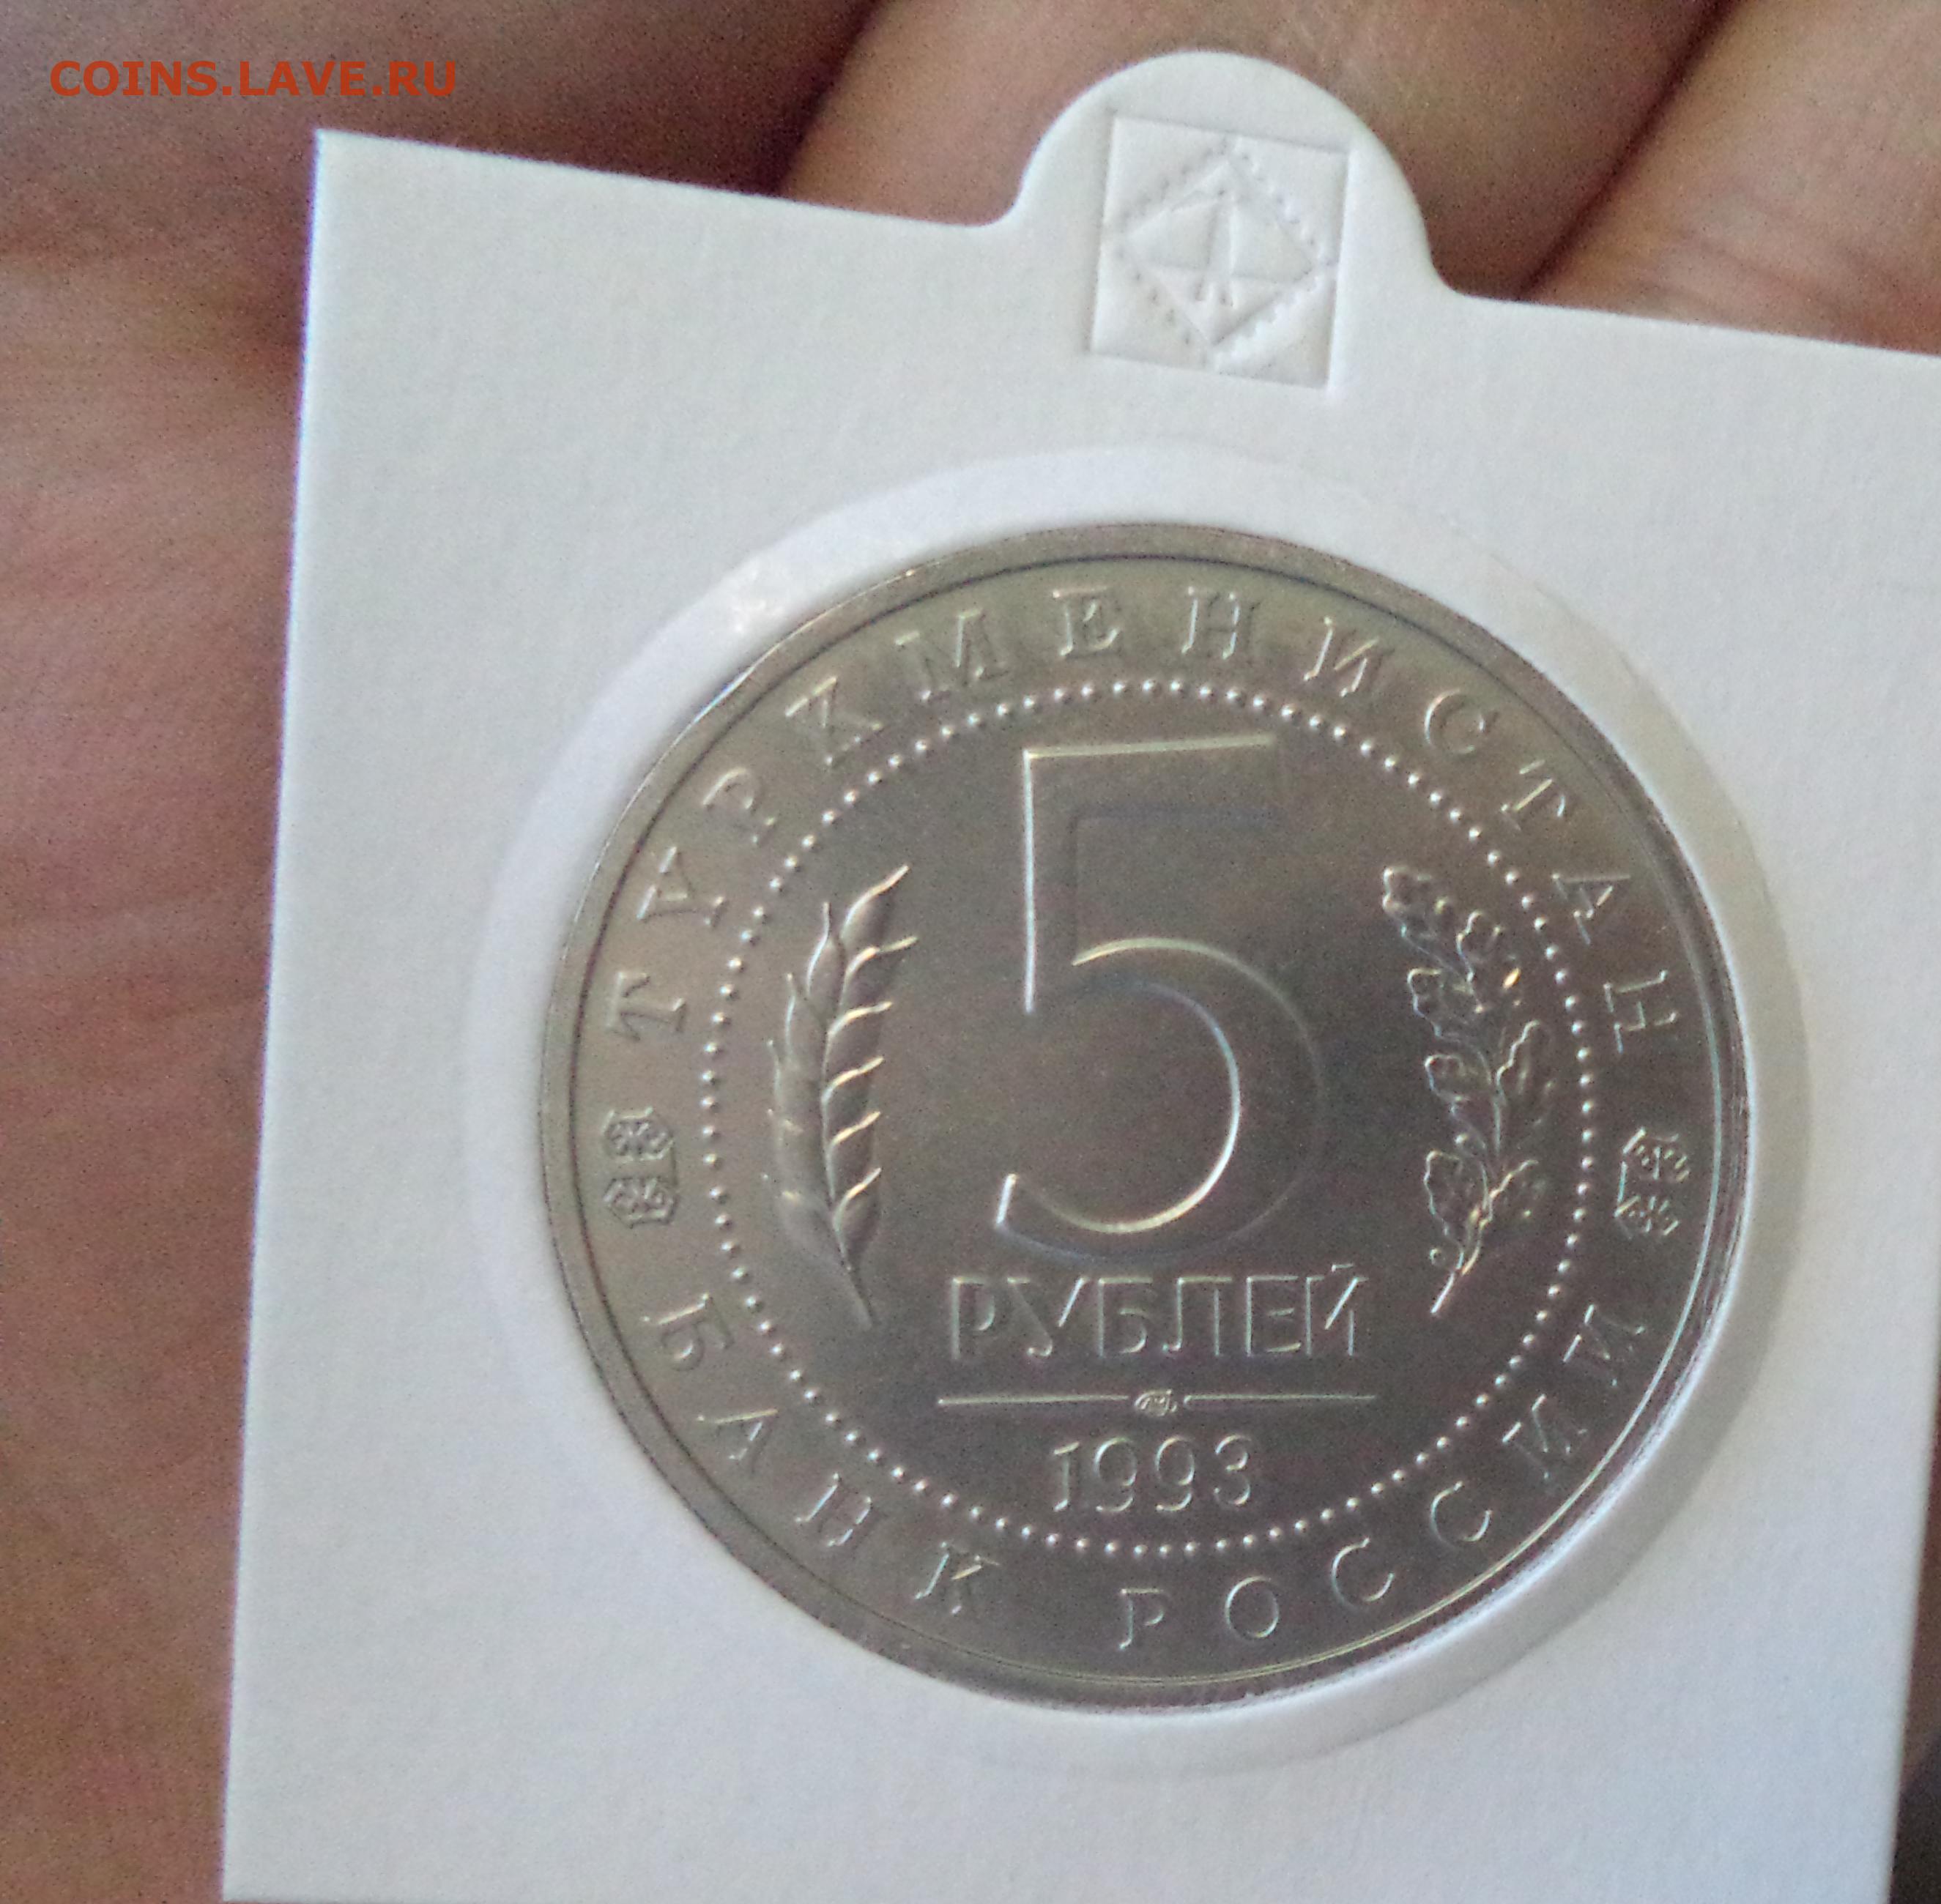 COINS.LAVE.RU
ТУРКМЕНИСТАН
5
РУБЛЕЙ
1993
БАНК РОССИИ